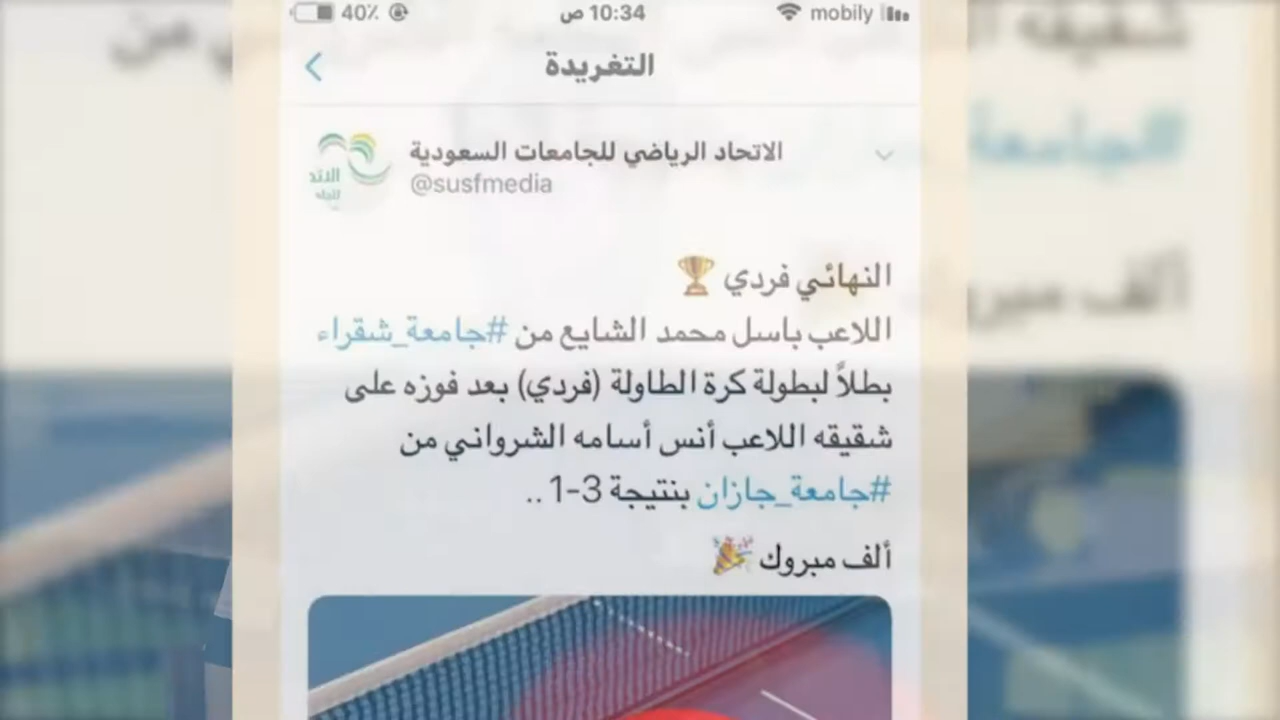 40٪ 10:34 ص mobily
التغريدة
الاتحاد الرياضي للجامعات السعودية
@susfmedia
النهائي فردي 🏆
اللاعب باسل محمد الشايع من #جامعة_شقراء
بطلاً لبطولة كرة الطاولة (فردي) بعد فوزه على
شقيقه اللاعب أنس أسامه الشرواني من
#جامعة_جازان بنتيجة 3-1 ..
ألف مبروك 🎉